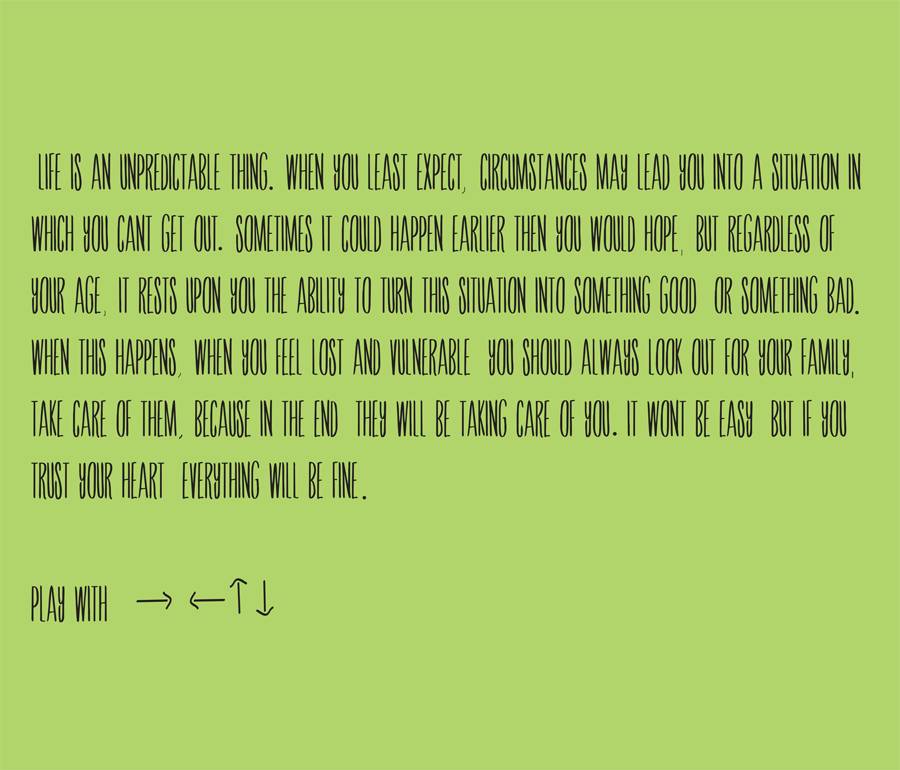 LIFE IS AN UNPREDICTABLE THING. WHEN YOU LEAST EXPECT, CIRCUMSTANCES MAY LEAD YOU INTO A SITUATION IN
WHICH YOU CANT GET OUT. SOMETIMES IT COULD HAPPEN EARLIER THEN YOU WOULD HOPE, BUT REGARDLESS OF
YOUR AGE, IT RESTS UPON YOU THE ABILITY TO TURN THIS SITUATION INTO SOMETHING GOOD OR SOMETHING BAD.
WHEN THIS HAPPENS, WHEN YOU FEEL LOST AND VULNERABLE YOU SHOULD ALWAYS LOOK OUT FOR YOUR FAMILY,
TAKE CARE OF THEM, BECAUSE IN THE END THEY WILL BE TAKING CARE OF YOU. IT WONT BE EASY BUT IF YOU
TRUST YOUR HEART EVERYTHING WILL BE FINE.
PLAY WITH → ← ↑ ↓